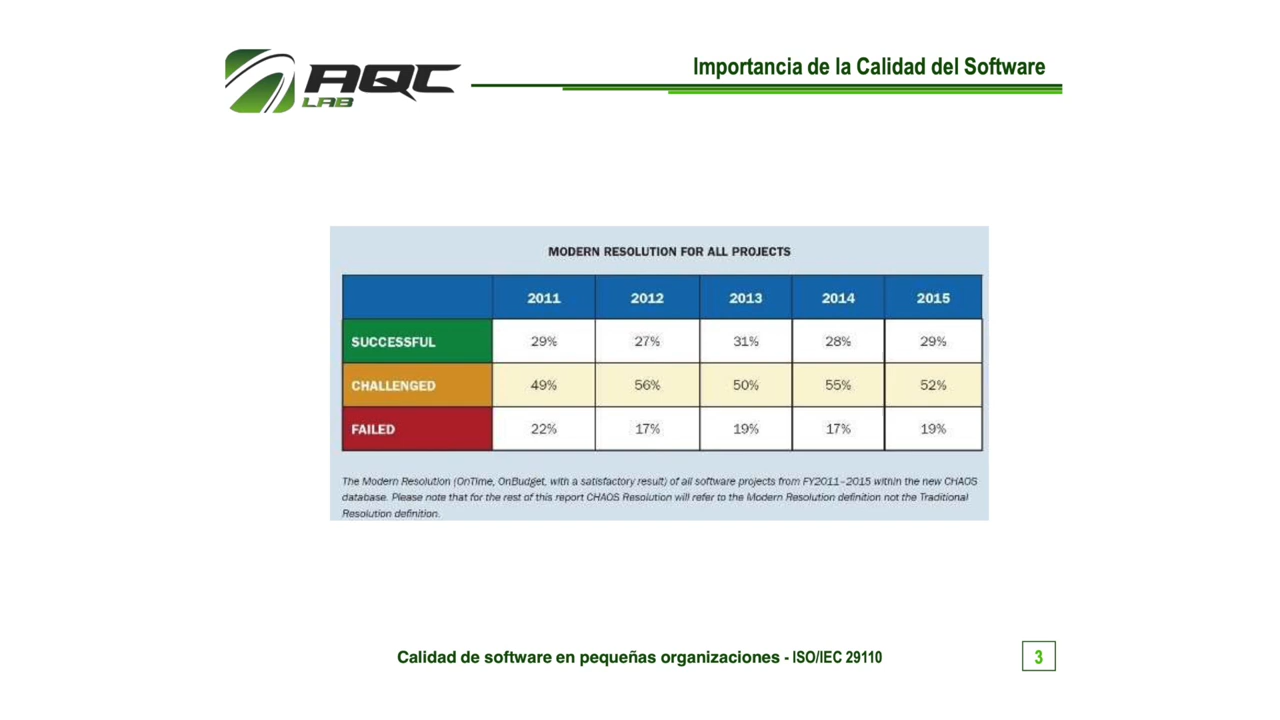 AQC
LAB
Importancia de la Calidad del Software
MODERN RESOLUTION FOR ALL PROJECTS
2011 2012 2013 2014 2015
SUCCESSFUL 29% 27% 31% 28% 29%
CHALLENGED 49% 56% 50% 55% 52%
FAILED 22% 17% 19% 17% 19%
The Modern Resolution (OnTime, OnBudget, with a satisfactory result) of all software projects from FY2011–2015 within the new CHAOS
database. Please note that for the rest of this report CHAOS Resolution will refer to the Modern Resolution definition not the Traditional
Resolution definition.
Calidad de software en pequeñas organizaciones - ISO/IEC 29110
3